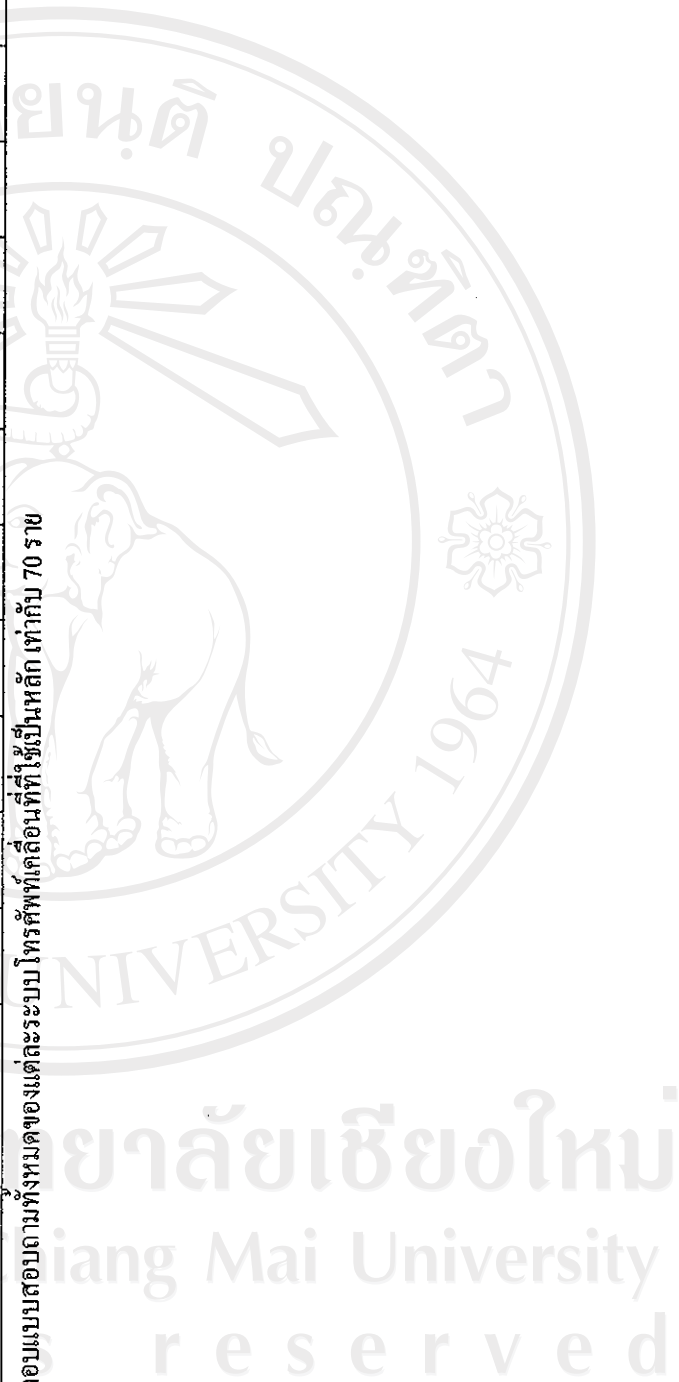 อบแบบสอบถามทั้งหมดของแต่ละระบบโทรศัพท์เคลื่อนที่ที่ใช้เป็นหลัก เท่ากับ 70 ราย
ยนต์ ปัณฑิตา
UNIVERSITY 1964
ยาลัยเชียงใหม่
hiang Mai University
s reserved